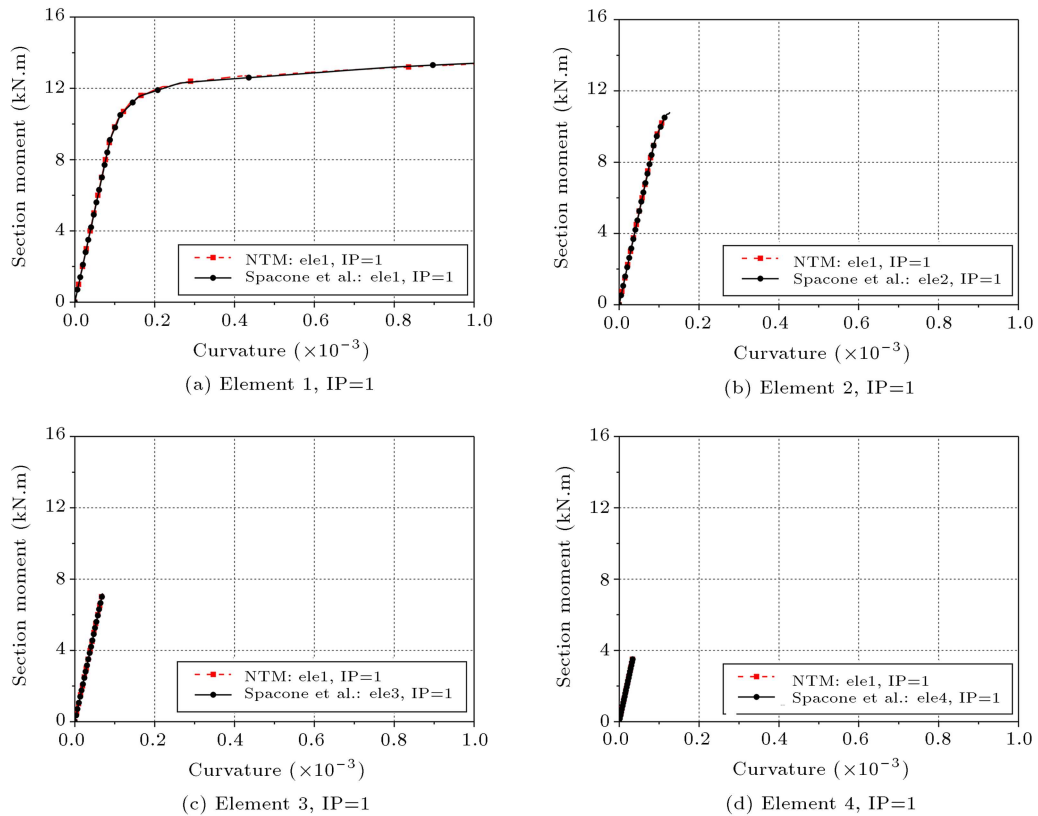 16
12
8
4
0
Section moment (kN.m)
NTM: ele1, IP=1
Spacone et al.: ele1, IP=1
0.0 0.2 0.4 0.6 0.8 1.0
Curvature (×10⁻³)
(a) Element 1, IP=1
16
12
8
4
0
Section moment (kN.m)
NTM: ele1, IP=1
Spacone et al.: ele2, IP=1
0.0 0.2 0.4 0.6 0.8 1.0
Curvature (×10⁻³)
(b) Element 2, IP=1
16
12
8
4
0
Section moment (kN.m)
NTM: ele1, IP=1
Spacone et al.: ele3, IP=1
0.0 0.2 0.4 0.6 0.8 1.0
Curvature (×10⁻³)
(c) Element 3, IP=1
16
12
8
4
0
Section moment (kN.m)
NTM: ele1, IP=1
Spacone et al.: ele4, IP=1
0.0 0.2 0.4 0.6 0.8 1.0
Curvature (×10⁻³)
(d) Element 4, IP=1